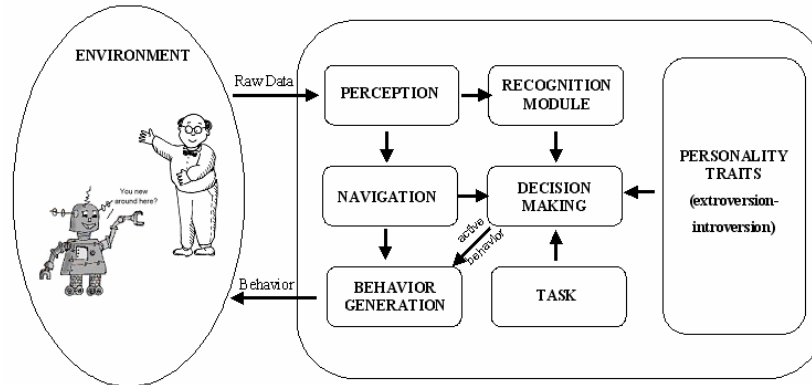 ENVIRONMENT
You new
around here?
Raw Data
Behavior
PERCEPTION
RECOGNITION
MODULE
NAVIGATION
DECISION
MAKING
active
behavior
BEHAVIOR
GENERATION
TASK
PERSONALITY
TRAITS
(extroversion-
introversion)